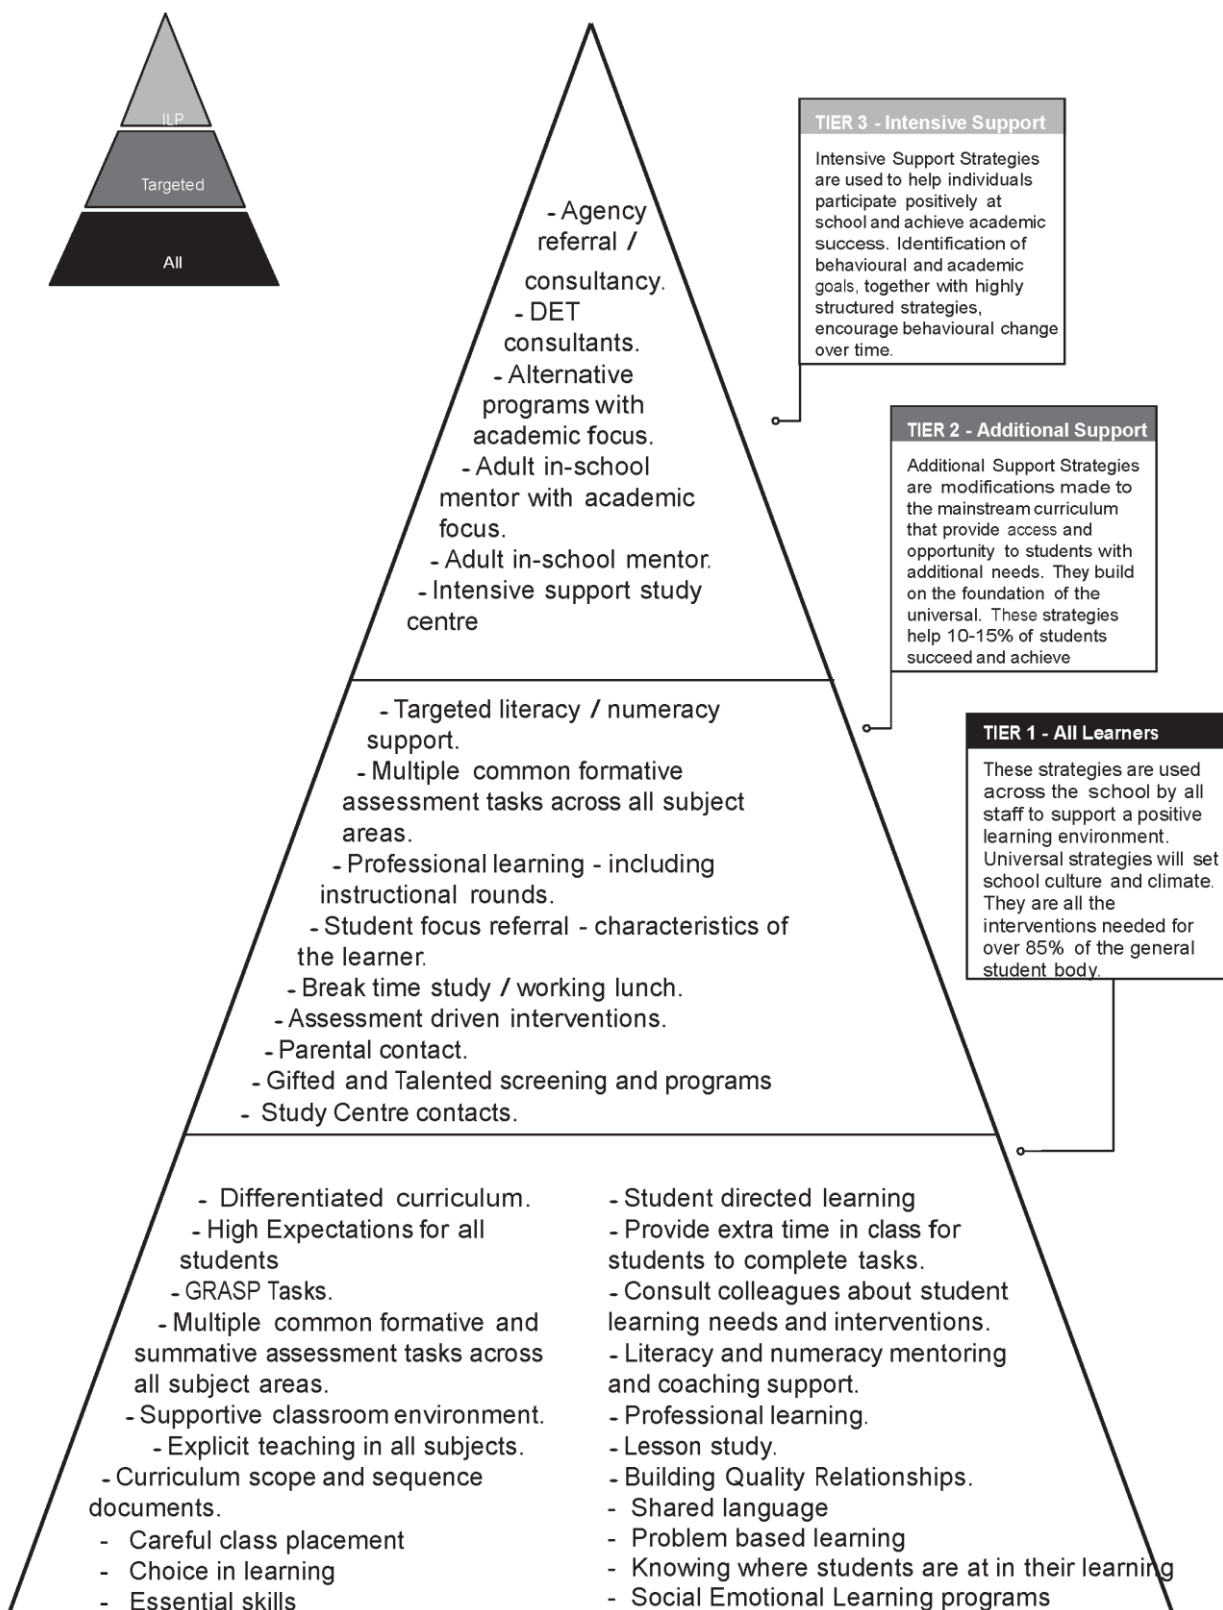 ILP
Targeted
All
- Agency
referral /
consultancy.
- DET
consultants.
- Alternative
programs with
academic focus.
- Adult in-school
mentor with academic
focus.
- Adult in-school mentor.
- Intensive support study
centre
TIER 3 - Intensive Support
Intensive Support Strategies
are used to help individuals
participate positively at
school and achieve academic
success. Identification of
behavioural and academic
goals, together with highly
structured strategies,
encourage behavioural change
over time.
TIER 2 - Additional Support
Additional Support Strategies
are modifications made to
the mainstream curriculum
that provide access and
opportunity to students with
additional needs. They build
on the foundation of the
universal. These strategies
help 10-15% of students
succeed and achieve
- Targeted literacy / numeracy
support.
- Multiple common formative
assessment tasks across all subject
areas.
- Professional learning - including
instructional rounds.
- Student focus referral - characteristics of
the learner.
- Break time study / working lunch.
- Assessment driven interventions.
- Parental contact.
- Gifted and Talented screening and programs
- Study Centre contacts.
TIER 1 - All Learners
These strategies are used
across the school by all
staff to support a positive
learning environment.
Universal strategies will set
school culture and climate.
They are all the
interventions needed for
over 85% of the general
student body.
- Differentiated curriculum.
- High Expectations for all
students
- GRASP Tasks.
- Multiple common formative and
summative assessment tasks across
all subject areas.
- Supportive classroom environment.
- Explicit teaching in all subjects.
- Curriculum scope and sequence
documents.
- Careful class placement
- Choice in learning
- Essential skills
- Student directed learning
- Provide extra time in class for
students to complete tasks.
- Consult colleagues about student
learning needs and interventions.
- Literacy and numeracy mentoring
and coaching support.
- Professional learning.
- Lesson study.
- Building Quality Relationships.
- Shared language
- Problem based learning
- Knowing where students are at in their learning
- Social Emotional Learning programs